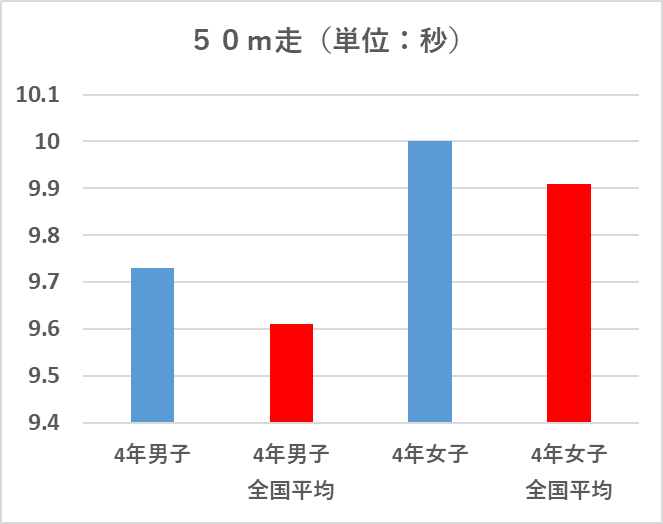 ５０ｍ走（単位：秒）
10.1
10
9.9
9.8
9.7
9.6
9.5
9.4
4年男子
4年男子
全国平均
4年女子
4年女子
全国平均